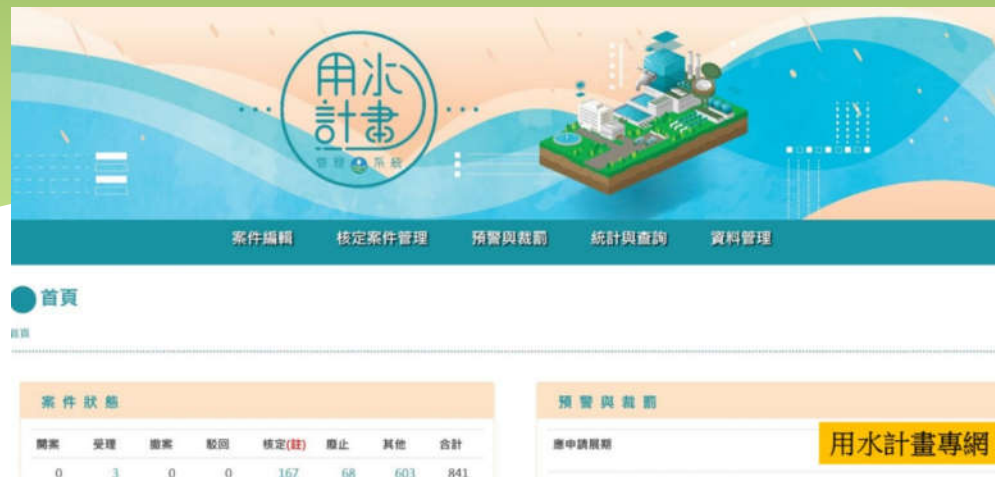 用水
計書
管理系統
案件編輯 核定案件管理 預警與裁罰 統計與查詢 資料管理
首頁
首頁
案件狀態
開案 受理 撤案 駁回 核定(註) 廢止 其他 合計
0 3 0 0 167 68 603 841
預警與裁罰
應申請展期
用水計畫專網